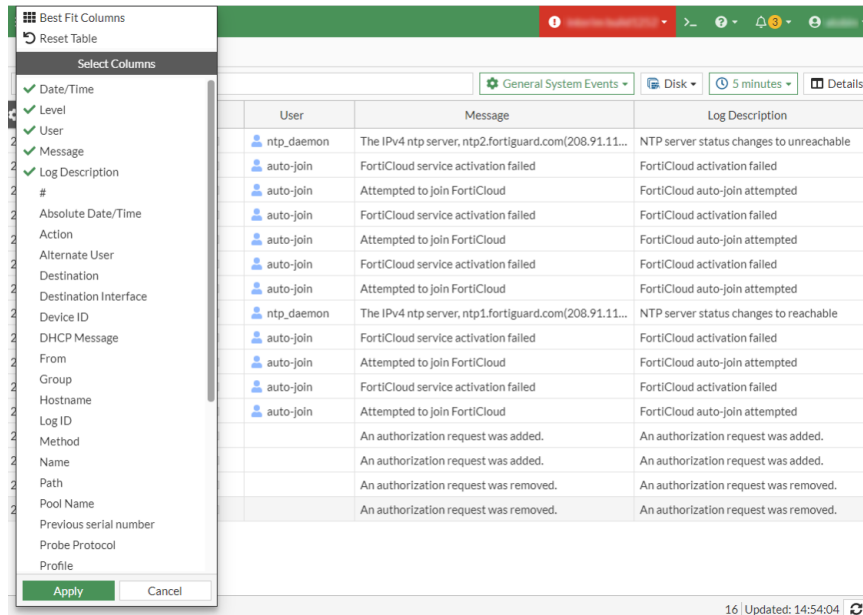 Best Fit Columns
Reset Table
Select Columns
Date/Time
Level
User
Message
Log Description
#
Absolute Date/Time
Action
Alternate User
Destination
Destination Interface
Device ID
DHCP Message
From
Group
Hostname
Log ID
Method
Name
Path
Pool Name
Previous serial number
Probe Protocol
Profile
Apply Cancel
>_ ? 3
General System Events Disk 5 minutes Details
User Message Log Description
ntp_daemon The IPv4 ntp server, ntp2.fortiguard.com(208.91.11... NTP server status changes to unreachable
auto-join FortiCloud service activation failed FortiCloud activation failed
auto-join Attempted to join FortiCloud FortiCloud auto-join attempted
auto-join FortiCloud service activation failed FortiCloud activation failed
auto-join Attempted to join FortiCloud FortiCloud auto-join attempted
auto-join FortiCloud service activation failed FortiCloud activation failed
auto-join Attempted to join FortiCloud FortiCloud auto-join attempted
ntp_daemon The IPv4 ntp server, ntp1.fortiguard.com(208.91.11... NTP server status changes to reachable
auto-join FortiCloud service activation failed FortiCloud activation failed
auto-join Attempted to join FortiCloud FortiCloud auto-join attempted
auto-join FortiCloud service activation failed FortiCloud activation failed
auto-join Attempted to join FortiCloud FortiCloud auto-join attempted
An authorization request was added. An authorization request was added.
An authorization request was added. An authorization request was added.
An authorization request was removed. An authorization request was removed.
An authorization request was removed. An authorization request was removed.
16 Updated: 14:54:04